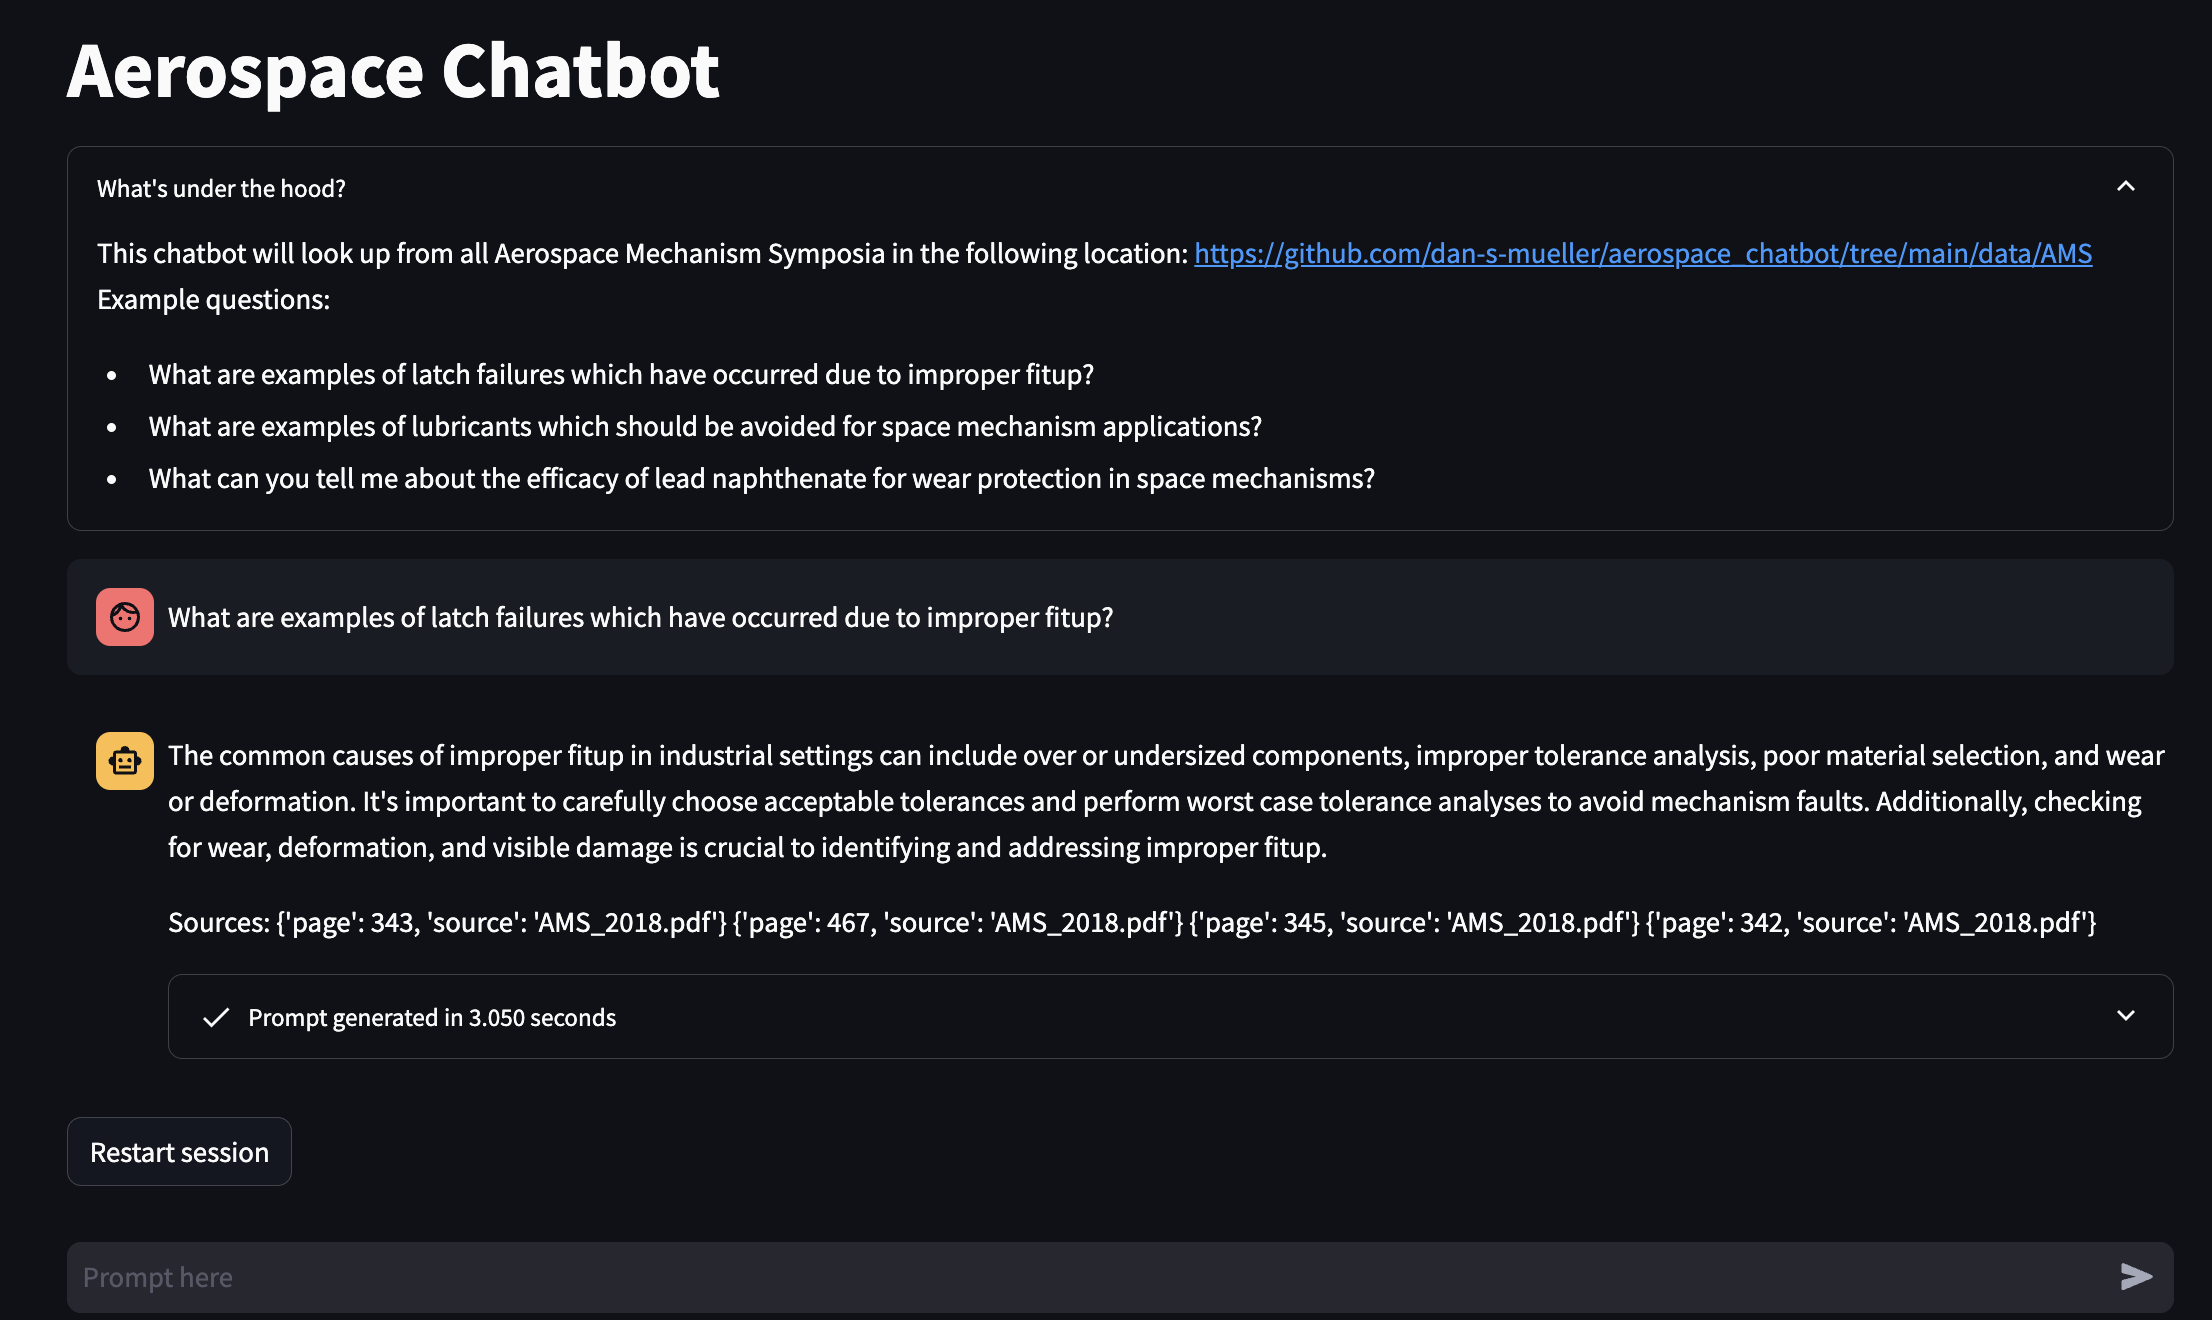 Aerospace Chatbot
What's under the hood?
This chatbot will look up from all Aerospace Mechanism Symposia in the following location: https://github.com/dan-s-mueller/aerospace_chatbot/tree/main/data/AMS
Example questions:
• What are examples of latch failures which have occurred due to improper fitup?
• What are examples of lubricants which should be avoided for space mechanism applications?
• What can you tell me about the efficacy of lead naphthenate for wear protection in space mechanisms?
What are examples of latch failures which have occurred due to improper fitup?
The common causes of improper fitup in industrial settings can include over or undersized components, improper tolerance analysis, poor material selection, and wear
or deformation. It's important to carefully choose acceptable tolerances and perform worst case tolerance analyses to avoid mechanism faults. Additionally, checking
for wear, deformation, and visible damage is crucial to identifying and addressing improper fitup.
Sources: {'page': 343, 'source': 'AMS_2018.pdf'} {'page': 467, 'source': 'AMS_2018.pdf'} {'page': 345, 'source': 'AMS_2018.pdf'} {'page': 342, 'source': 'AMS_2018.pdf'}
Prompt generated in 3.050 seconds
Restart session
Prompt here